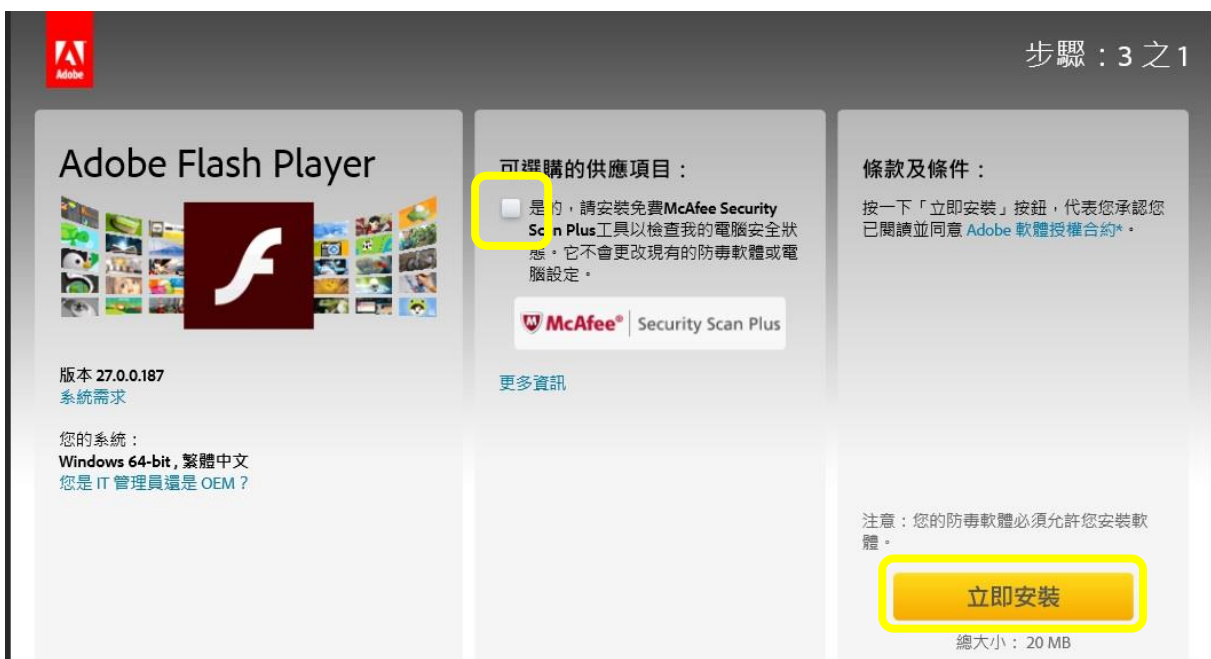 Adobe
步驟：3 之 1
Adobe Flash Player
版本 27.0.0.187
系統需求
您的系統：
Windows 64-bit , 繁體中文
您是 IT 管理員還是 OEM？
可選購的供應項目：
是的，請安裝免費McAfee Security
Scan Plus工具以檢查我的電腦安全狀
態。它不會更改現有的防毒軟體或電
腦設定。
McAfee® Security Scan Plus
更多資訊
條款及條件：
按一下「立即安裝」按鈕，代表您承認您
已閱讀並同意 Adobe 軟體授權合約*。
注意：您的防毒軟體必須允許您安裝軟
體。
立即安裝
總大小： 20 MB